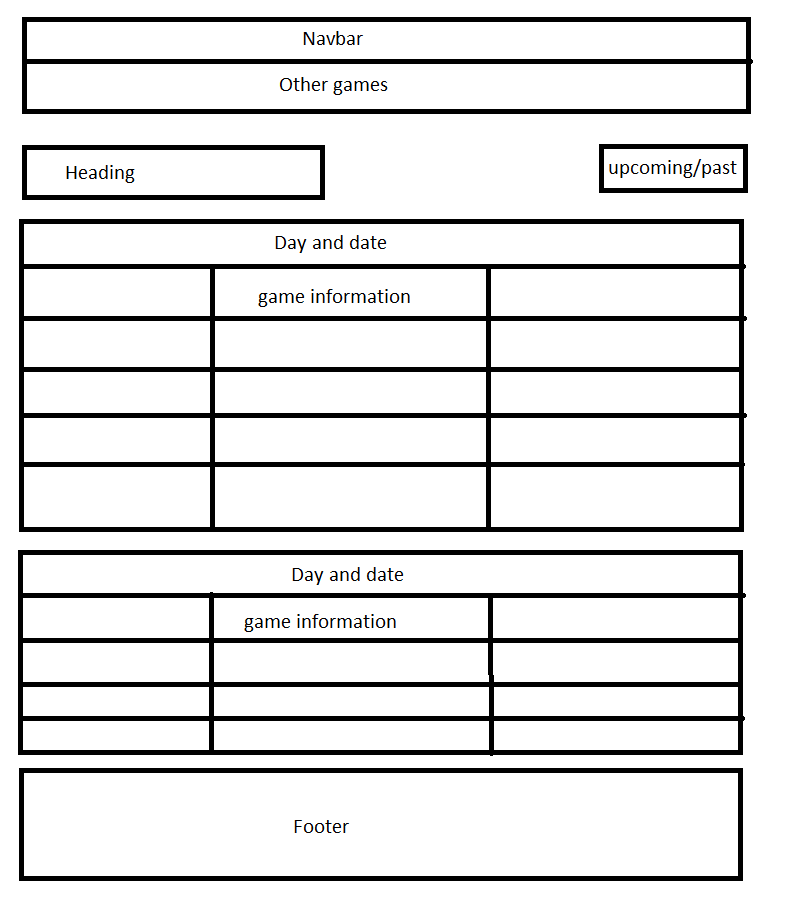 Navbar
Other games
Heading
upcoming/past
Day and date
game information
Day and date
game information
Footer